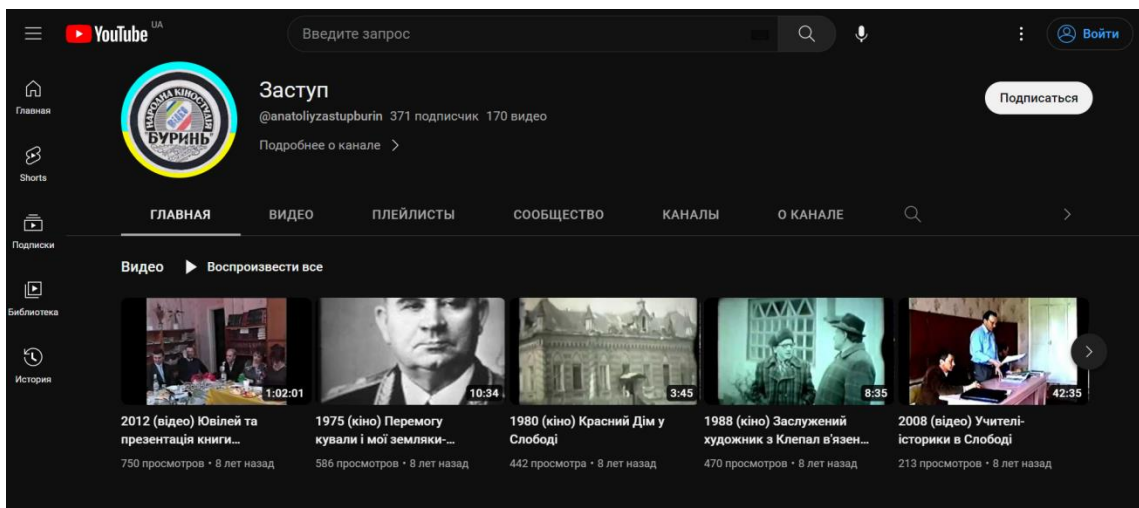 YouTube UA
Введите запрос
Войти
Главная
Shorts
Подписки
Библиотека
История
НАРОДНА КІНОСТУДІЯ
"БУРИНЬ"
Заступ
@anatoliyzastupburin 371 подписчик 170 видео
Подробнее о канале
Подписаться
ГЛАВНАЯ ВИДЕО ПЛЕЙЛИСТЫ СООБЩЕСТВО КАНАЛЫ О КАНАЛЕ
Видео Воспроизвести все
1:02:01
2012 (відео) Ювілей та
презентація книги...
750 просмотров • 8 лет назад
10:34
1975 (кіно) Перемогу
кували і мої земляки-...
586 просмотров • 8 лет назад
3:45
1980 (кіно) Красний Дім у
Слободі
442 просмотра • 8 лет назад
8:35
1988 (кіно) Заслужений
художник з Клепал в'язен...
470 просмотров • 8 лет назад
42:35
2008 (відео) Учителі-
історики в Слободі
213 просмотров • 8 лет назад